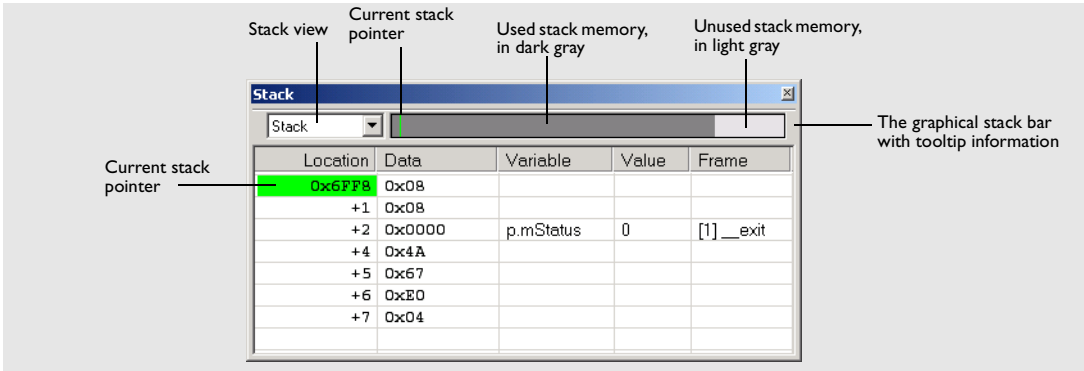 Stack view
Current stack
pointer
Used stack memory,
in dark gray
Unused stack memory,
in light gray
Stack
Stack
The graphical stack bar
with tooltip information
Current stack
pointer
Location Data Variable Value Frame
0x6FF8 0x08
+1 0x08
+2 0x0000 p.mStatus 0 [1] __exit
+4 0x4A
+5 0x67
+6 0xE0
+7 0x04